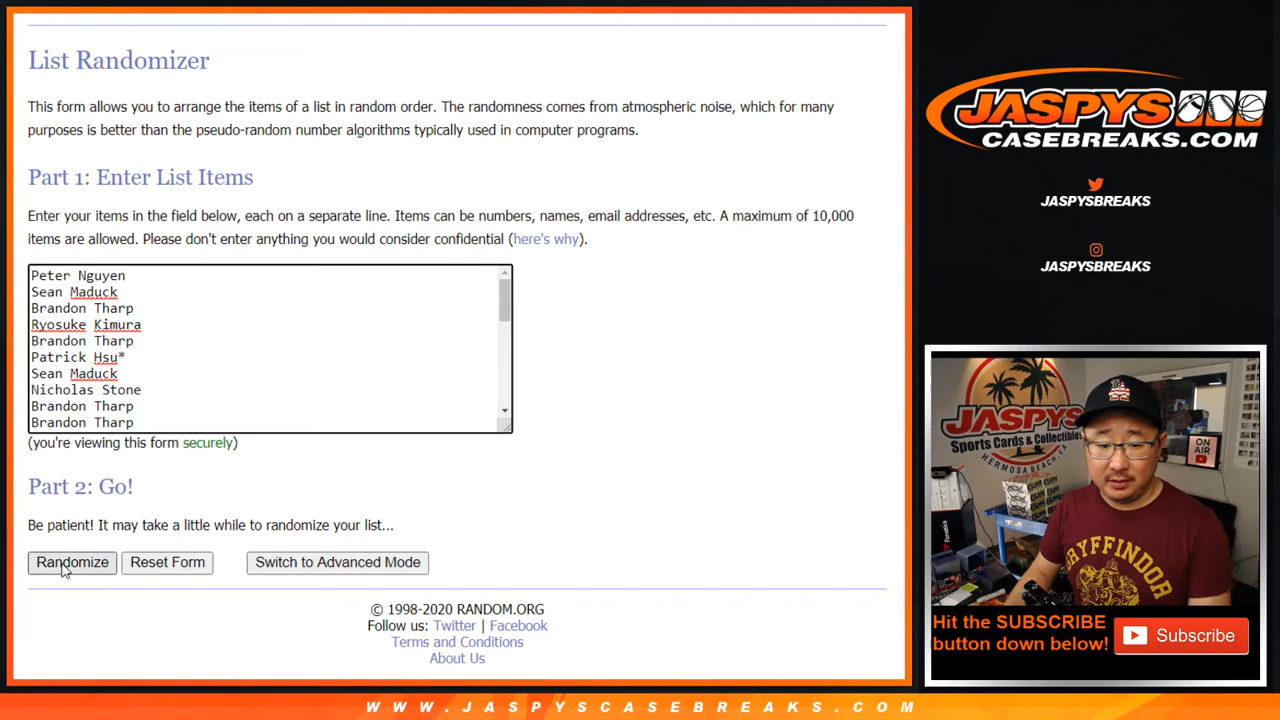 List Randomizer
This form allows you to arrange the items of a list in random order. The randomness comes from atmospheric noise, which for many
purposes is better than the pseudo-random number algorithms typically used in computer programs.
Part 1: Enter List Items
Enter your items in the field below, each on a separate line. Items can be numbers, names, email addresses, etc. A maximum of 10,000
items are allowed. Please don't enter anything you would consider confidential (here's why).
Peter Nguyen
Sean Maduck
Brandon Tharp
Ryosuke Kimura
Brandon Tharp
Patrick Hsu*
Sean Maduck
Nicholas Stone
Brandon Tharp
Brandon Tharp
(you're viewing this form securely)
Part 2: Go!
Be patient! It may take a little while to randomize your list...
Randomize
Reset Form
Switch to Advanced Mode
© 1998-2020 RANDOM.ORG
Follow us: Twitter | Facebook
Terms and Conditions
About Us
JASPYS
CASEBREAKS.COM
JASPYSBREAKS
JASPYSBREAKS
JASPYS
Sports Cards & Collectibles
HERMOSA BEACH, CA
ON
AIR
Fanatics
GRYFFINDOR
Hit the SUBSCRIBE
button down below!
Subscribe
WWW.JASPYSCASEBREAKS.COM